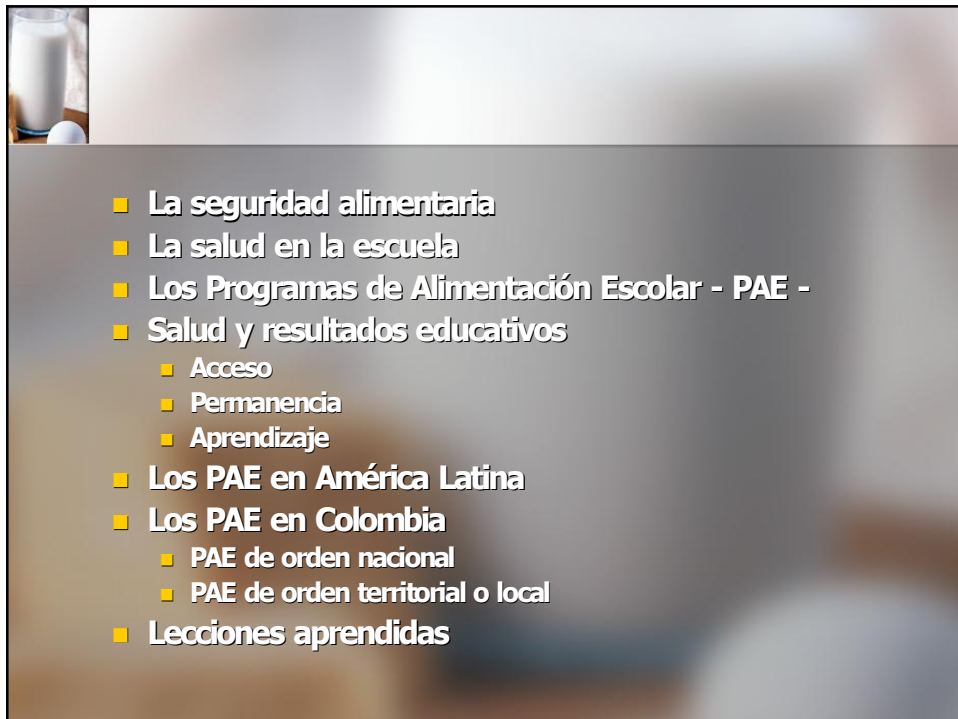 La seguridad alimentaria
La salud en la escuela
Los Programas de Alimentación Escolar - PAE -
Salud y resultados educativos
Acceso
Permanencia
Aprendizaje
Los PAE en América Latina
Los PAE en Colombia
PAE de orden nacional
PAE de orden territorial o local
Lecciones aprendidas